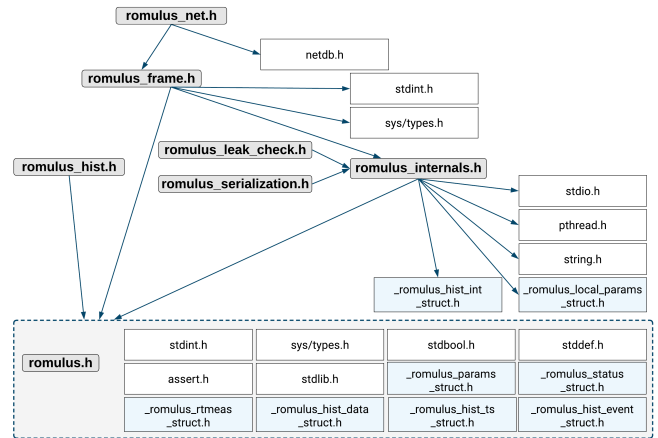 romulus_net.h
netdb.h
romulus_frame.h
stdint.h
sys/types.h
romulus_leak_check.h
romulus_hist.h
romulus_internals.h
romulus_serialization.h
stdio.h
pthread.h
string.h
_romulus_hist_int
_struct.h
_romulus_local_params
_struct.h
romulus.h
stdint.h
sys/types.h
stdbool.h
stddef.h
assert.h
stdlib.h
_romulus_params
_struct.h
_romulus_status
_struct.h
_romulus_rtmeas
_struct.h
_romulus_hist_data
_struct.h
_romulus_hist_ts
_struct.h
_romulus_hist_event
_struct.h